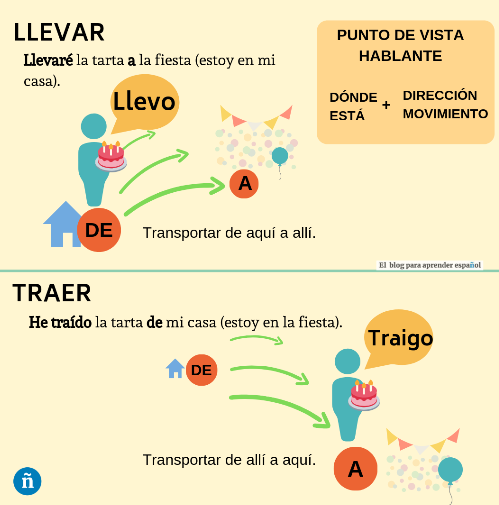 LLEVAR
Llevaré la tarta a la fiesta (estoy en mi
casa).
Llevo
PUNTO DE VISTA
HABLANTE
DÓNDE
ESTÁ
+
DIRECCIÓN
MOVIMIENTO
DE
A
Transportar de aquí a allí.
El blog para aprender español
TRAER
He traído la tarta de mi casa (estoy en la fiesta).
Traigo
DE
Transportar de allí a aquí.
A
ñ